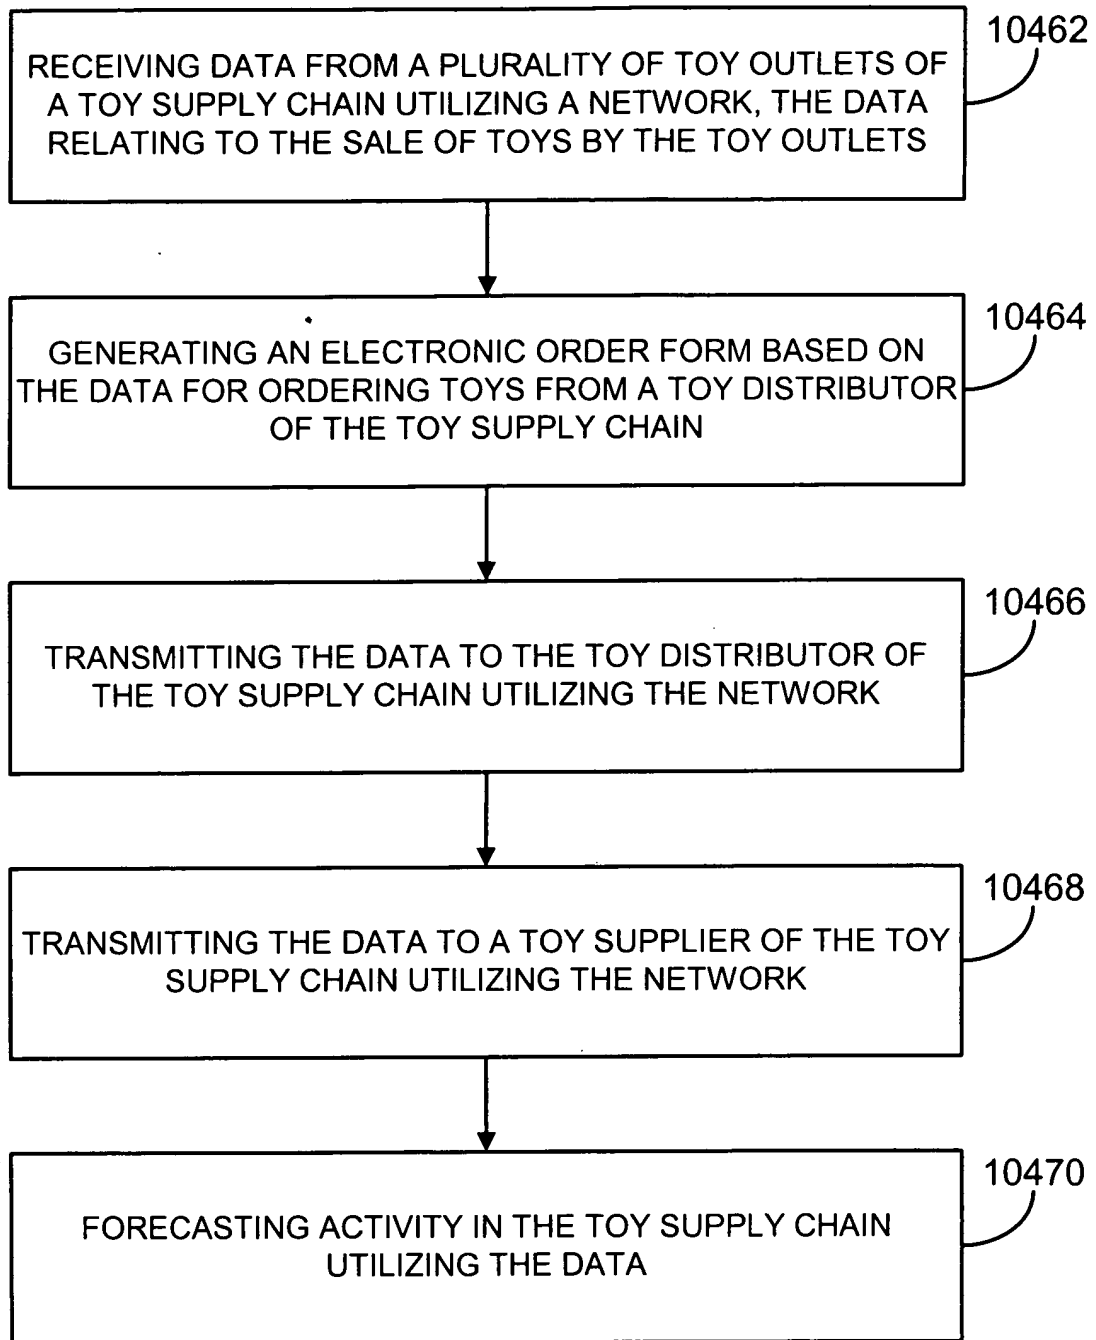 10462
RECEIVING DATA FROM A PLURALITY OF TOY OUTLETS OF
A TOY SUPPLY CHAIN UTILIZING A NETWORK, THE DATA
RELATING TO THE SALE OF TOYS BY THE TOY OUTLETS
10464
GENERATING AN ELECTRONIC ORDER FORM BASED ON
THE DATA FOR ORDERING TOYS FROM A TOY DISTRIBUTOR
OF THE TOY SUPPLY CHAIN
10466
TRANSMITTING THE DATA TO THE TOY DISTRIBUTOR OF
THE TOY SUPPLY CHAIN UTILIZING THE NETWORK
10468
TRANSMITTING THE DATA TO A TOY SUPPLIER OF THE TOY
SUPPLY CHAIN UTILIZING THE NETWORK
10470
FORECASTING ACTIVITY IN THE TOY SUPPLY CHAIN
UTILIZING THE DATA